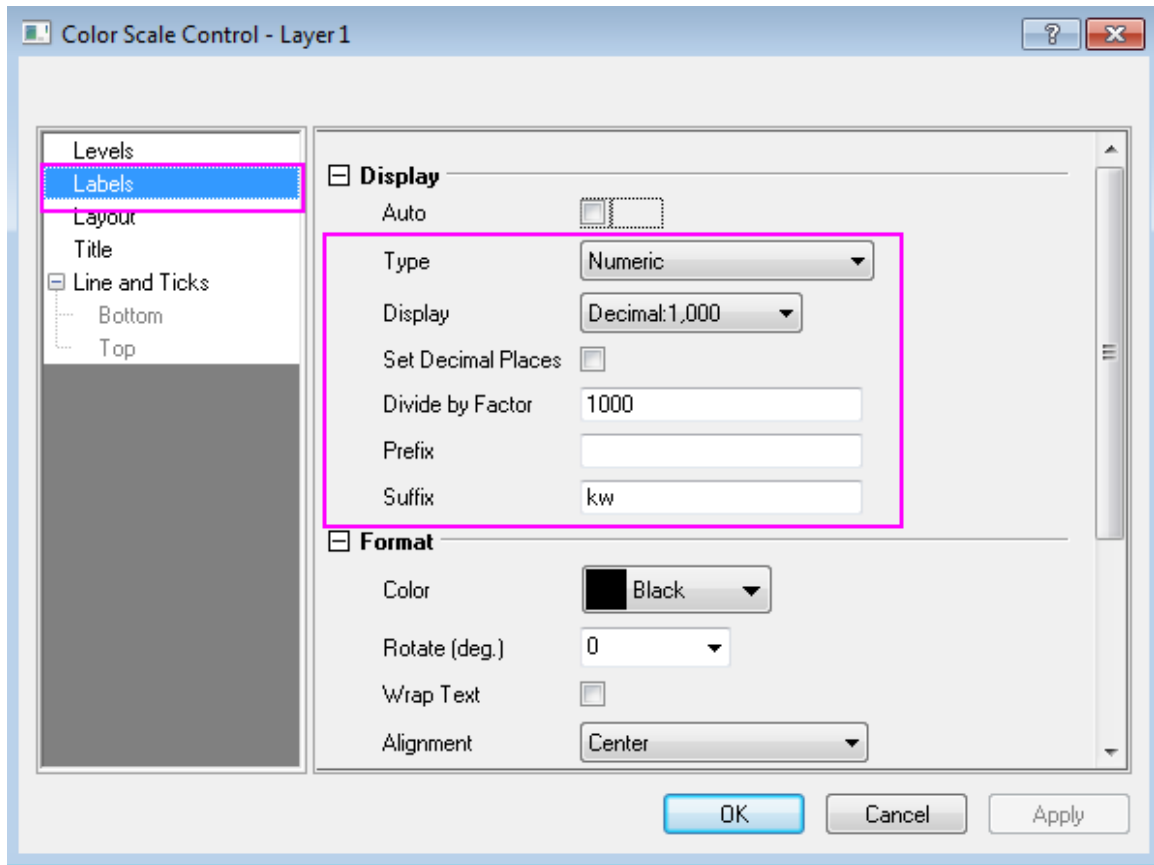 Color Scale Control - Layer 1
Levels
Labels
Layout
Title
Line and Ticks
Bottom
Top
Display
Auto
Type Numeric
Display Decimal:1,000
Set Decimal Places
Divide by Factor 1000
Prefix
Suffix kw
Format
Color Black
Rotate (deg.) 0
Wrap Text
Alignment Center
OK Cancel Apply